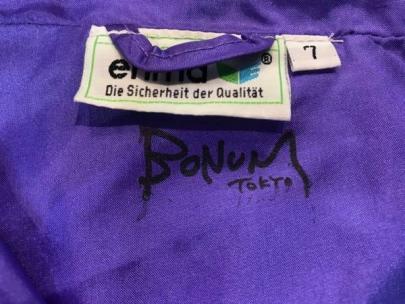 7
Die Sicherheit der Qualität
BONUM
TOKYO